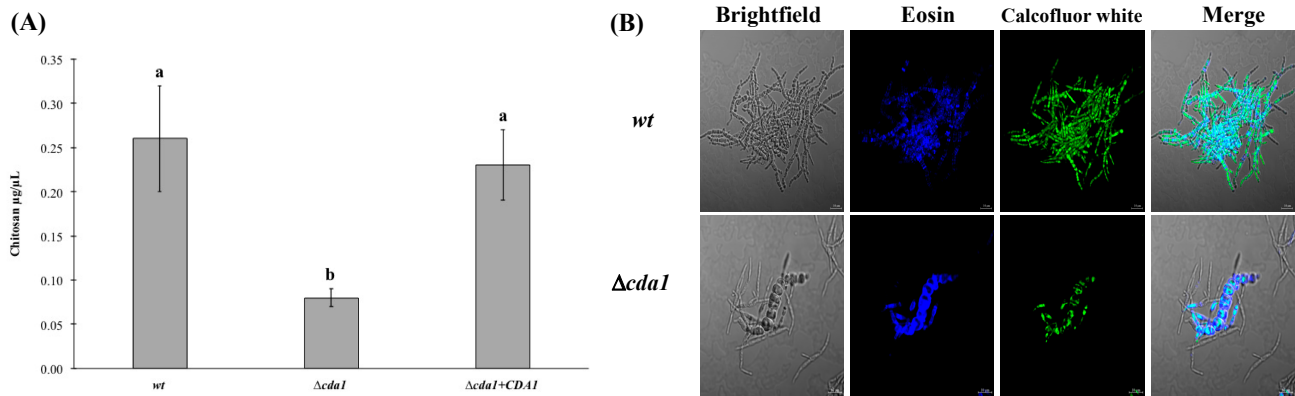 (A)
0.35
0.30
0.25
0.20
0.15
0.10
0.05
0.00
Chitosan µg/µL
a
b
a
wt
Δcda1
Δcda1+CDA1
(B)
Brightfield Eosin Calcofluor white Merge
wt
Δcda1